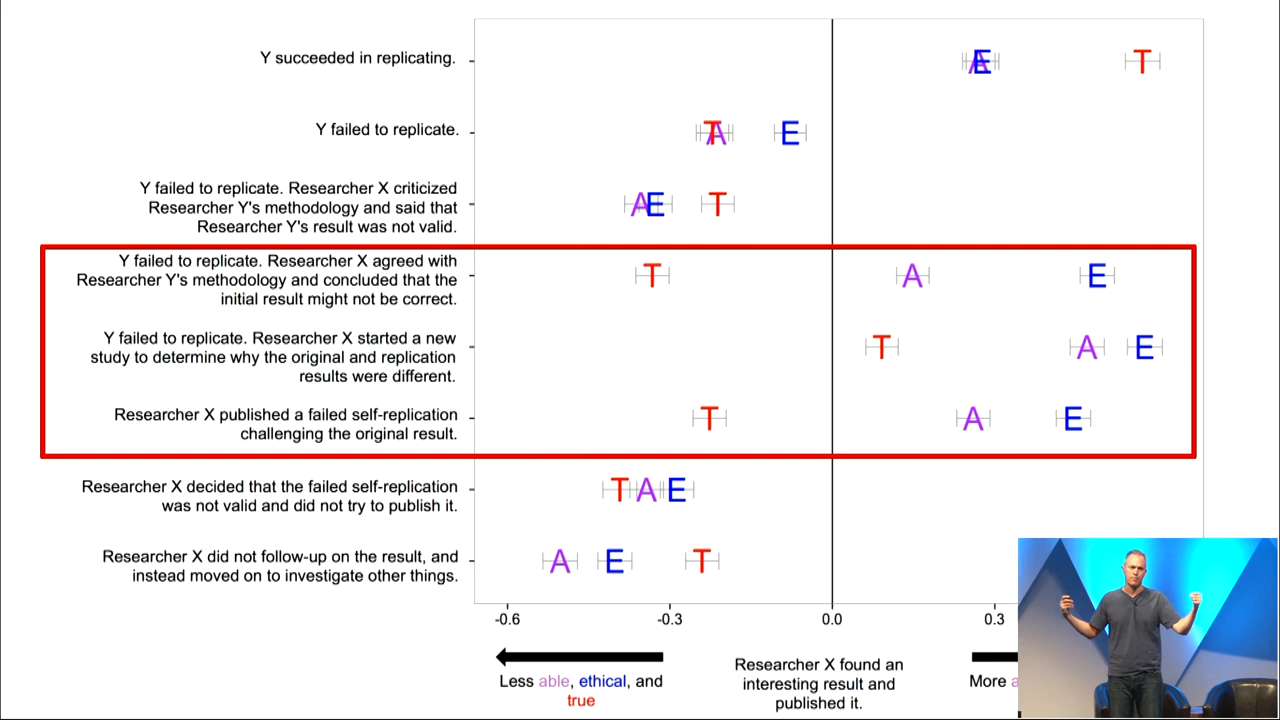 Y succeeded in replicating.
A E T
Y failed to replicate.
T A E
Y failed to replicate. Researcher X criticized
Researcher Y's methodology and said that
Researcher Y's result was not valid.
A E T
Y failed to replicate. Researcher X agreed with
Researcher Y's methodology and concluded that the
initial result might not be correct.
T A E
Y failed to replicate. Researcher X started a new
study to determine why the original and replication
results were different.
T A E
Researcher X published a failed self-replication
challenging the original result.
T A E
Researcher X decided that the failed self-replication
was not valid and did not try to publish it.
T A E
Researcher X did not follow-up on the result, and
instead moved on to investigate other things.
A E T
-0.6 -0.3 0.0 0.3
Less able, ethical, and
true
Researcher X found an
interesting result and
published it.
More a